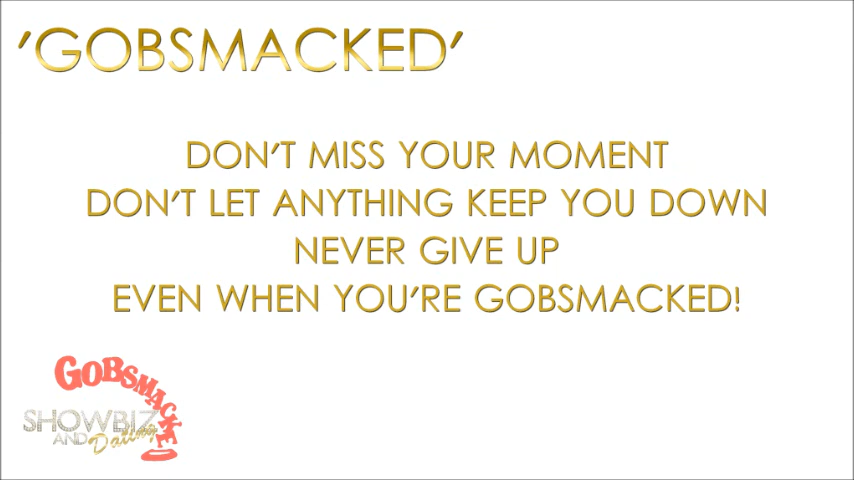 'GOBSMACKED'
DON'T MISS YOUR MOMENT
DON'T LET ANYTHING KEEP YOU DOWN
NEVER GIVE UP
EVEN WHEN YOU'RE GOBSMACKED!
GOBSMACKED
SHOWBIZ
AND